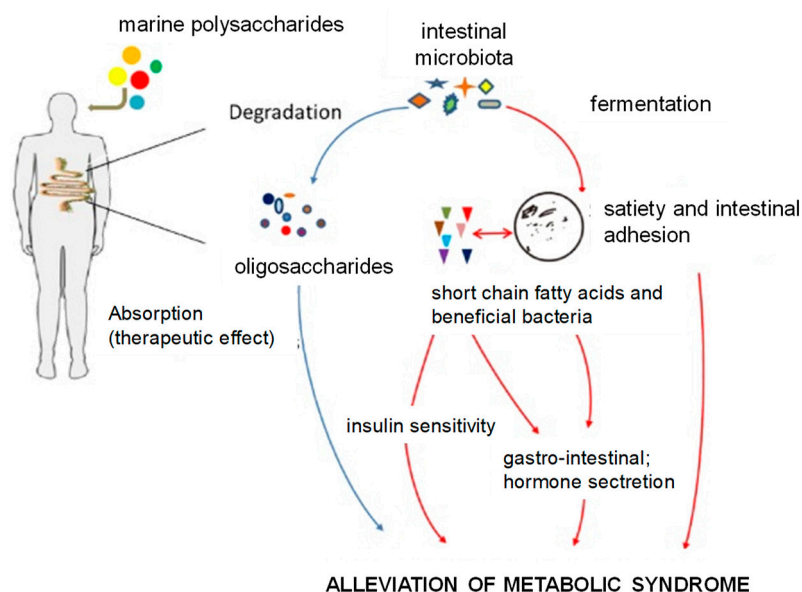 marine polysaccharides
intestinal
microbiota
Degradation
fermentation
satiety and intestinal
adhesion
oligosaccharides
short chain fatty acids and
beneficial bacteria
Absorption
(therapeutic effect)
;
insulin sensitivity
gastro-intestinal;
hormone sectretion
ALLEVIATION OF METABOLIC SYNDROME